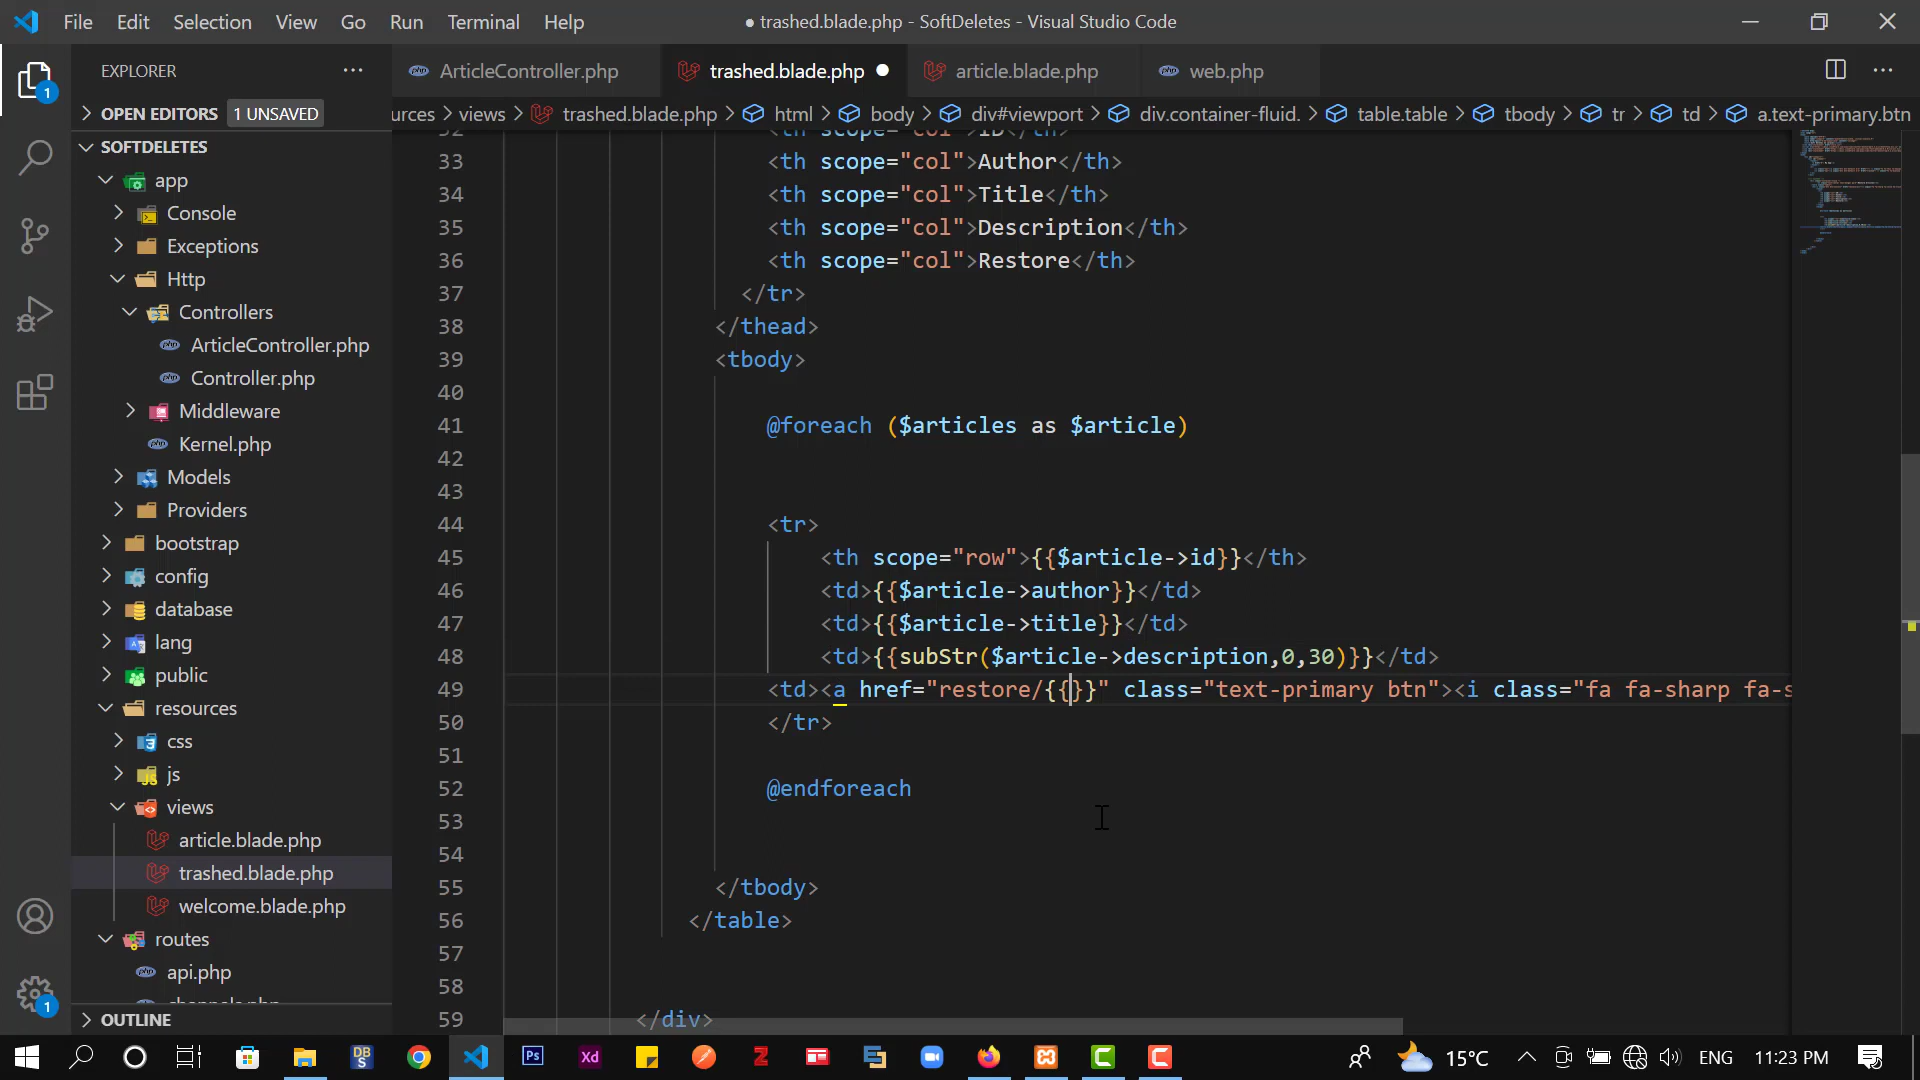 File Edit Selection View Go Run Terminal Help
● trashed.blade.php - SoftDeletes - Visual Studio Code
EXPLORER
ArticleController.php
trashed.blade.php
article.blade.php
web.php
OPEN EDITORS 1 UNSAVED
urces > views > trashed.blade.php > html > body > div#viewport > div.container-fluid. > table.table > tbody > tr > td > a.text-primary.btn
SOFTDELETES
app
Console
Exceptions
Http
Controllers
ArticleController.php
Controller.php
Middleware
Kernel.php
Models
Providers
bootstrap
config
database
lang
public
resources
css
js
views
article.blade.php
trashed.blade.php
welcome.blade.php
routes
api.php
channels.php
OUTLINE
1
1
32 <th scope="col">ID</th>
33 <th scope="col">Author</th>
34 <th scope="col">Title</th>
35 <th scope="col">Description</th>
36 <th scope="col">Restore</th>
37 </tr>
38 </thead>
39 <tbody>
40
41 @foreach ($articles as $article)
42
43
44 <tr>
45 <th scope="row">{{$article->id}}</th>
46 <td>{{$article->author}}</td>
47 <td>{{$article->title}}</td>
48 <td>{{subStr($article->description,0,30)}}</td>
49 <td><a href="restore/{{}}" class="text-primary btn"><i class="fa fa-sharp fa-s
50 </tr>
51
52 @endforeach
53
54
55 </tbody>
56 </table>
57
58
59 </div>
DBS
Ps
Xd
Z
15°C
ENG
11:23 PM